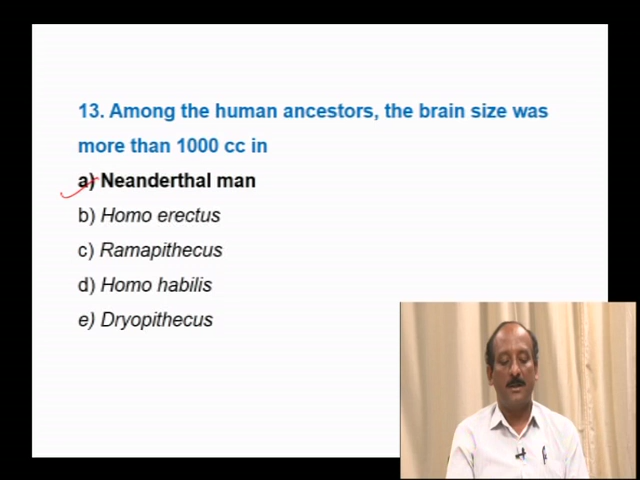 13. Among the human ancestors, the brain size was
more than 1000 cc in
a) Neanderthal man
b) Homo erectus
c) Ramapithecus
d) Homo habilis
e) Dryopithecus